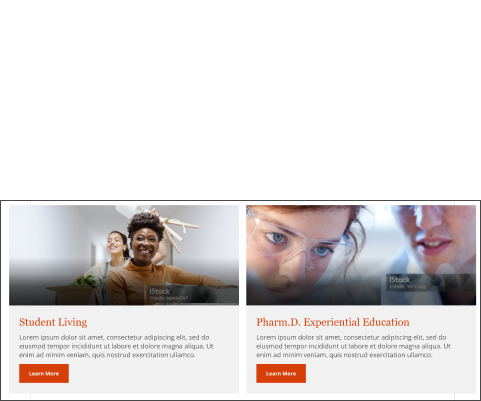 iStock
Student Living
Lorem ipsum dolor sit amet, consectetur adipiscing elit, sed do
eiusmod tempor incididunt ut labore et dolore magna aliqua. Ut
enim ad minim veniam, quis nostrud exercitation ullamco.
Learn More
iStock
Pharm.D. Experiential Education
Lorem ipsum dolor sit amet, consectetur adipiscing elit, sed do
eiusmod tempor incididunt ut labore et dolore magna aliqua. Ut
enim ad minim veniam, quis nostrud exercitation ullamco.
Learn More